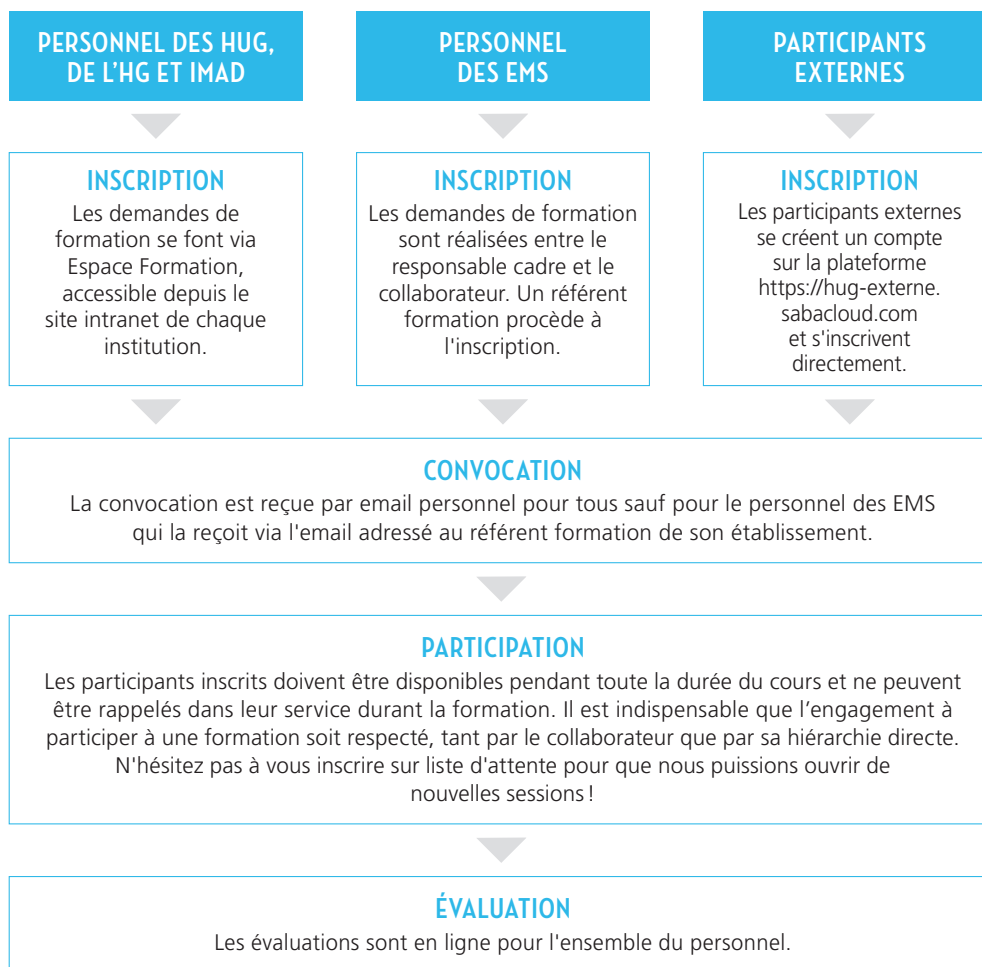 PERSONNEL DES HUG,
DE L'HG ET IMAD
PERSONNEL
DES EMS
PARTICIPANTS
EXTERNES
INSCRIPTION
Les demandes de
formation se font via
Espace Formation,
accessible depuis le
site intranet de chaque
institution.
INSCRIPTION
Les demandes de formation
sont réalisées entre le
responsable cadre et le
collaborateur. Un référent
formation procède à
l'inscription.
INSCRIPTION
Les participants externes
se créent un compte
sur la plateforme
https://hug-externe.
sabacloud.com
et s'inscrivent
directement.
CONVOCATION
La convocation est reçue par email personnel pour tous sauf pour le personnel des EMS
qui la reçoit via l'email adressé au référent formation de son établissement.
PARTICIPATION
Les participants inscrits doivent être disponibles pendant toute la durée du cours et ne peuvent
être rappelés dans leur service durant la formation. Il est indispensable que l’engagement à
participer à une formation soit respecté, tant par le collaborateur que par sa hiérarchie directe.
N'hésitez pas à vous inscrire sur liste d'attente pour que nous puissions ouvrir de
nouvelles sessions !
ÉVALUATION
Les évaluations sont en ligne pour l'ensemble du personnel.